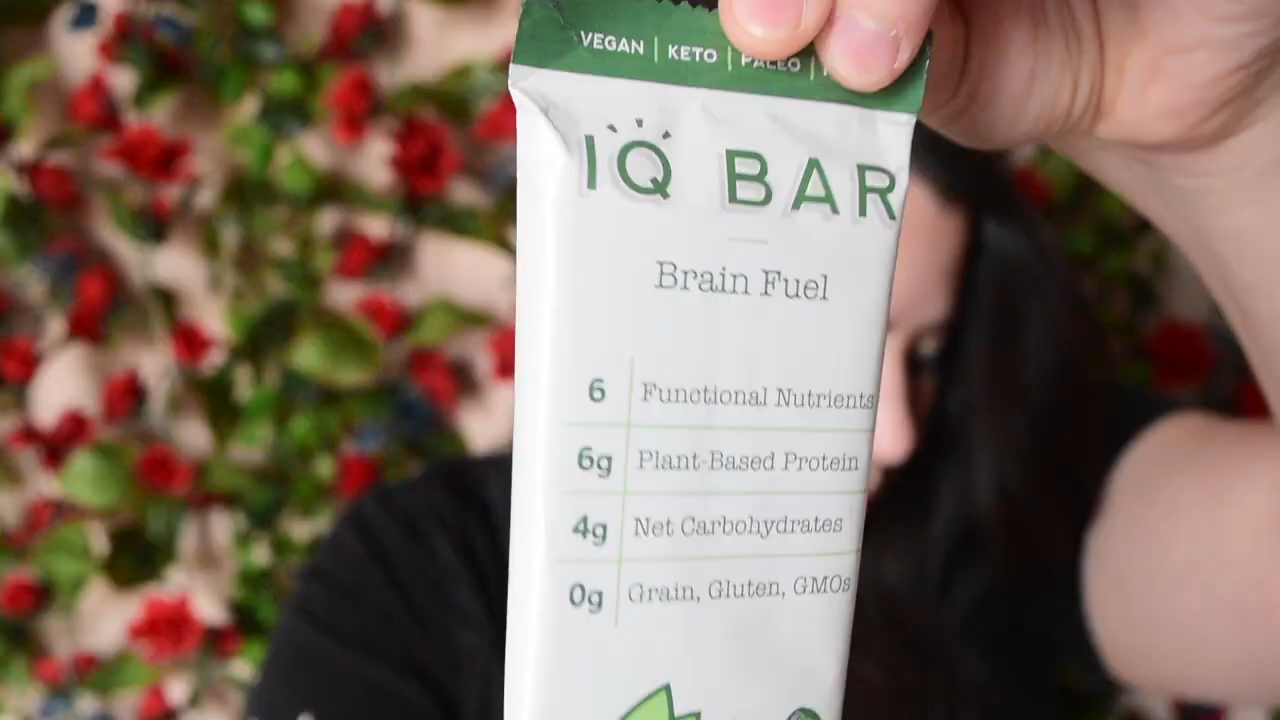 VEGAN | KETO | PALEO |
IQ BAR
Brain Fuel
6 Functional Nutrients
6g Plant-Based Protein
4g Net Carbohydrates
0g Grain, Gluten, GMOs